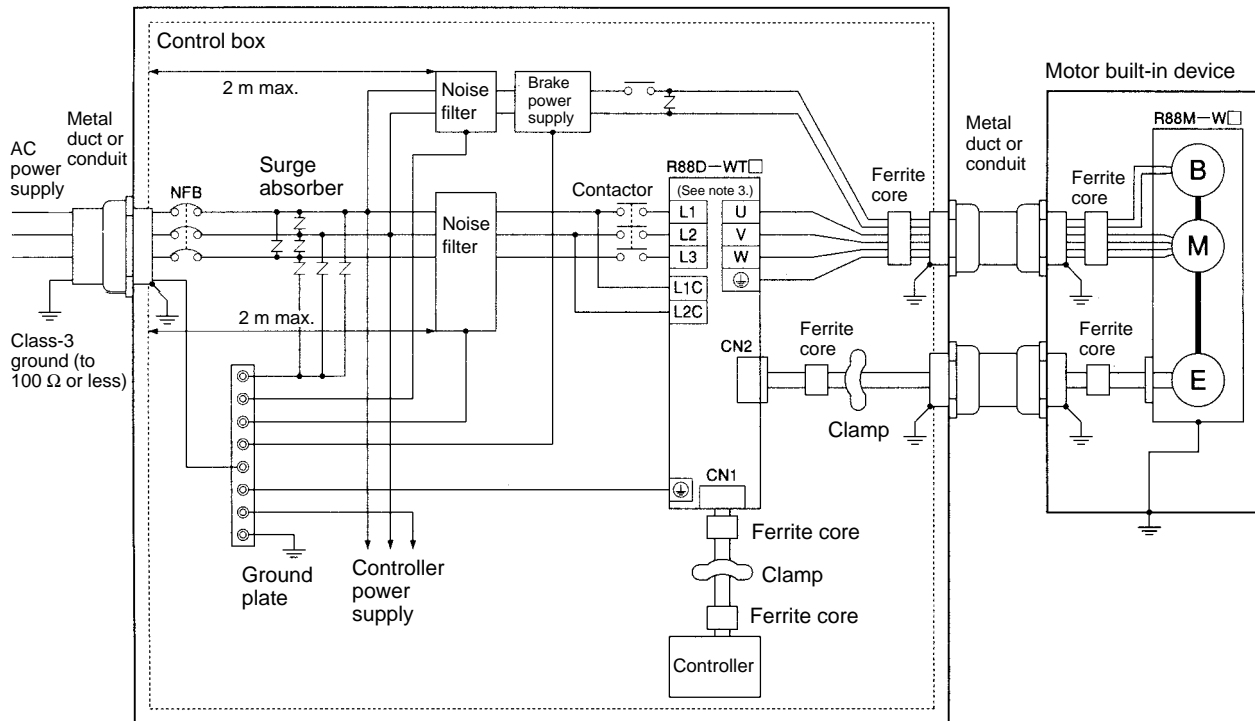 Control box
2 m max.
Noise
filter
Brake
power
supply
Motor built-in device
R88M-W□
Metal
duct or
conduit
AC
power
supply
NFB
Surge
absorber
Noise
filter
Contactor
R88D-WT□
(See note 3.)
L1
L2
L3
L1C
L2C
U
V
W
CN2
CN1
Ferrite
core
Metal
duct or
conduit
Ferrite
core
B
M
E
2 m max.
Class-3
ground (to
100 Ω or less)
Ferrite
core
Clamp
Ferrite
core
Ground
plate
Controller
power
supply
Ferrite core
Clamp
Ferrite core
Controller